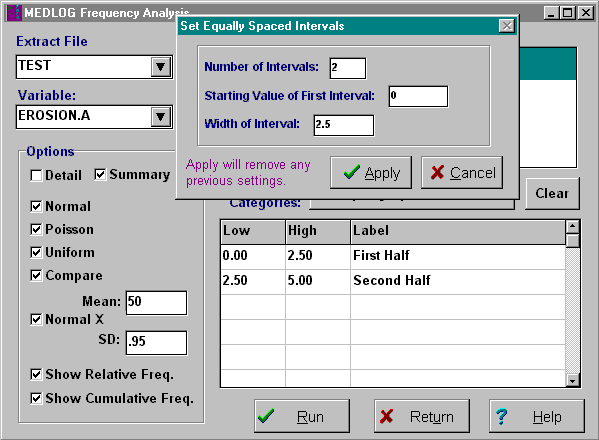 MEDLOG Frequency Analysis
Set Equally Spaced Intervals
Extract File
TEST
Variable:
EROSION.A
Number of Intervals: 2
Starting Value of First Interval: 0
Width of Interval: 2.5
Apply will remove any
previous settings.
Apply
Cancel
Options
Detail
Summary
Normal
Poisson
Uniform
Compare
Mean: 50
Normal X
SD: .95
Show Relative Freq.
Show Cumulative Freq.
Categories:
Clear
Low High Label
0.00 2.50 First Half
2.50 5.00 Second Half
Run
Return
? Help